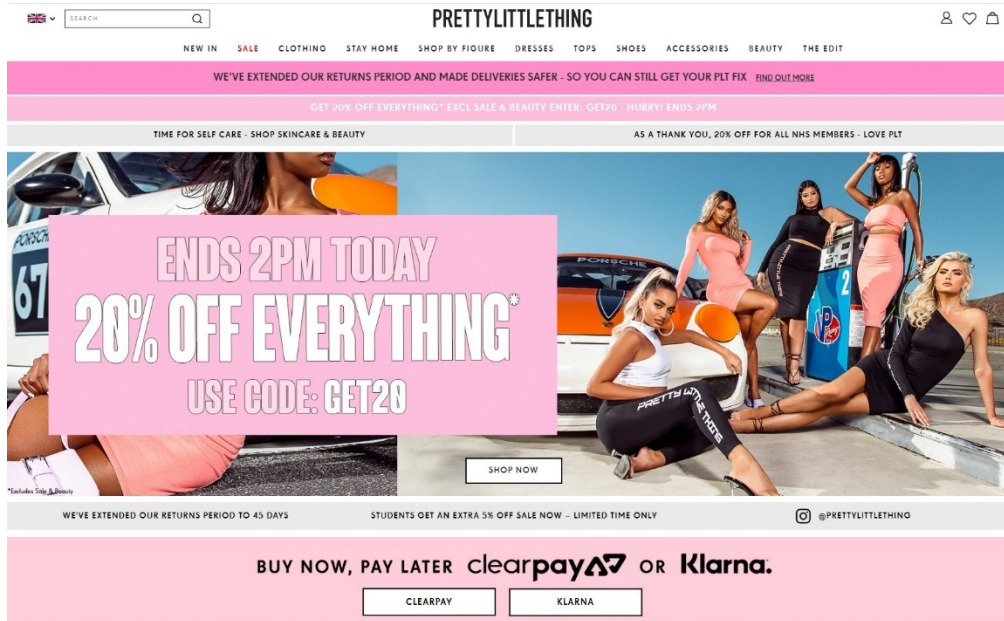 SEARCH
PRETTYLITTLETHING
NEW IN SALE CLOTHING STAY HOME SHOP BY FIGURE DRESSES TOPS SHOES ACCESSORIES BEAUTY THE EDIT
WE'VE EXTENDED OUR RETURNS PERIOD AND MADE DELIVERIES SAFER - SO YOU CAN STILL GET YOUR PLT FIX FIND OUT MORE
GET 20% OFF EVERYTHING* EXCL SALE & BEAUTY ENTER: GET20 - HURRY! ENDS 2PM
TIME FOR SELF CARE - SHOP SKINCARE & BEAUTY
AS A THANK YOU, 20% OFF FOR ALL NHS MEMBERS - LOVE PLT
PORSCHE
67
ENDS 2PM TODAY
20% OFF EVERYTHING*
USE CODE: GET20
*Excludes Sale & Beauty
PORSCHE
2
VP
PRETTY LITTLE THING
SHOP NOW
WE'VE EXTENDED OUR RETURNS PERIOD TO 45 DAYS
STUDENTS GET AN EXTRA 5% OFF SALE NOW – LIMITED TIME ONLY
@PRETTYLITTLETHING
BUY NOW, PAY LATER clearpay OR Klarna.
CLEARPAY
KLARNA